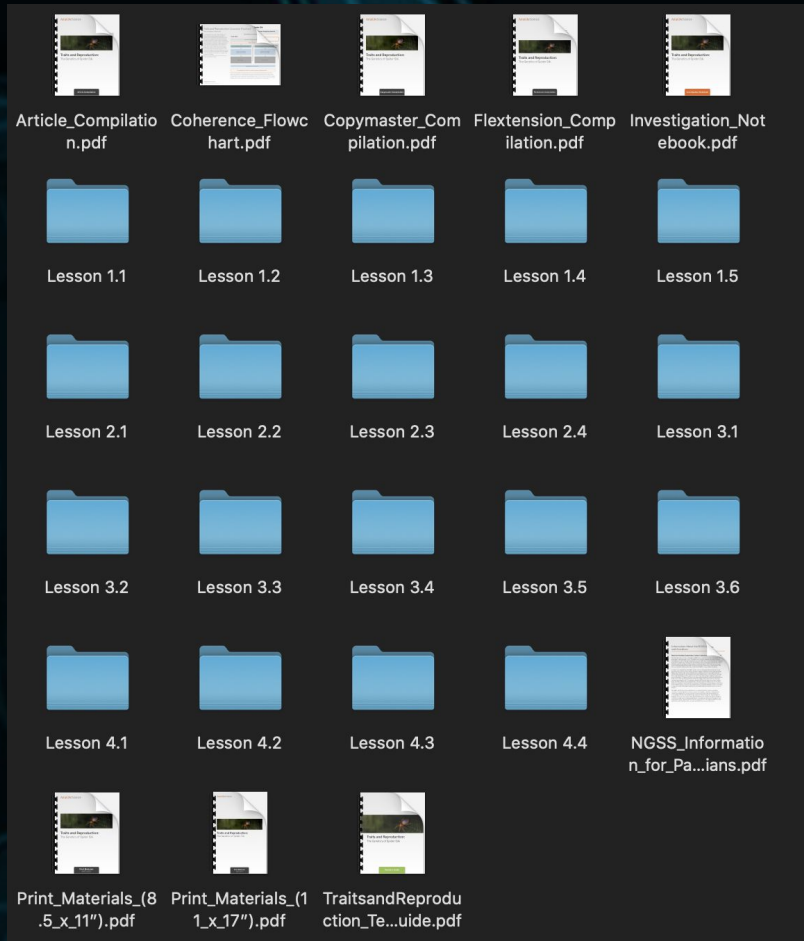 Article_Compilatio
n.pdf
Coherence_Flowc
hart.pdf
Copymaster_Com
pilation.pdf
Flextension_Comp
ilation.pdf
Investigation_Not
ebook.pdf
Lesson 1.1
Lesson 1.2
Lesson 1.3
Lesson 1.4
Lesson 1.5
Lesson 2.1
Lesson 2.2
Lesson 2.3
Lesson 2.4
Lesson 3.1
Lesson 3.2
Lesson 3.3
Lesson 3.4
Lesson 3.5
Lesson 3.6
Lesson 4.1
Lesson 4.2
Lesson 4.3
Lesson 4.4
NGSS_Informatio
n_for_Pa...ians.pdf
Print_Materials_(8
.5_x_11").pdf
Print_Materials_(1
1_x_17").pdf
TraitsandReprodu
ction_Te...uide.pdf